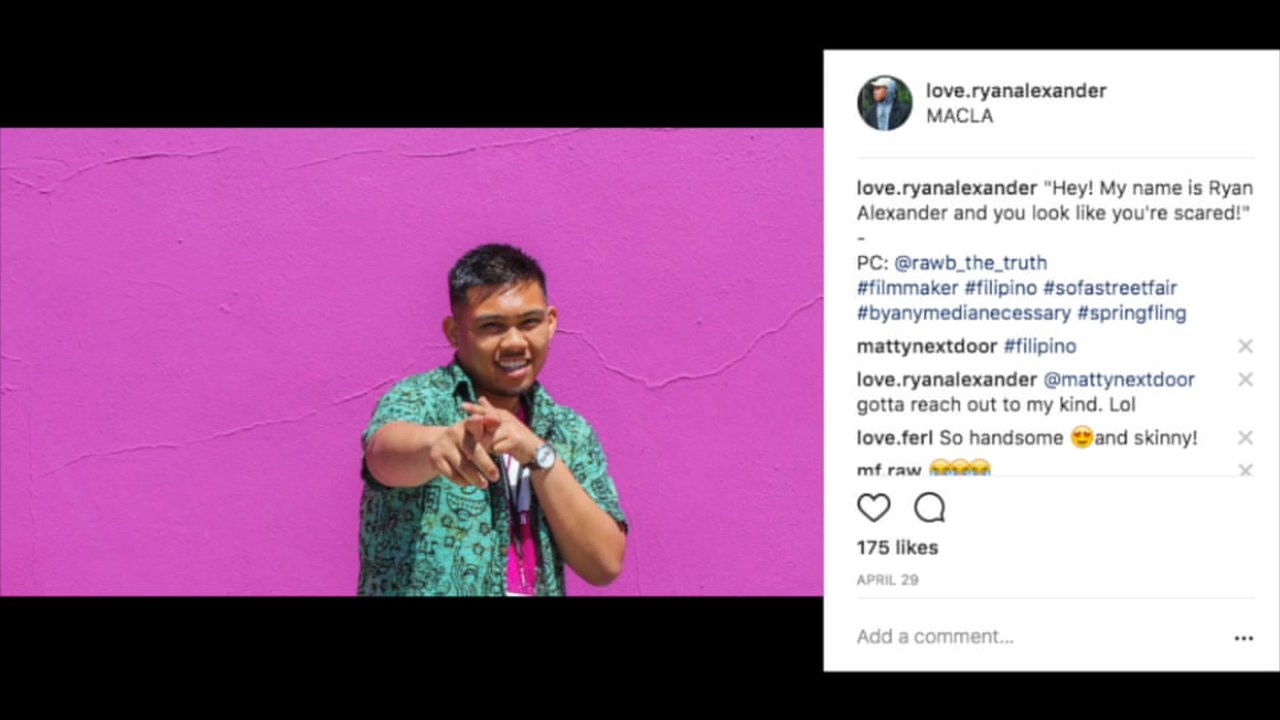 love.ryanalexander
MACLA
love.ryanalexander "Hey! My name is Ryan
Alexander and you look like you're scared!"
-
PC: @rawb_the_truth
#filmmaker #filipino #sofastreetfair
#byanymedianecessary #springfling
mattynextdoor #filipino
love.ryanalexander @mattynextdoor
gotta reach out to my kind. Lol
love.ferl So handsome 😍and skinny!
mf.raw 😂😂😂
175 likes
APRIL 29
Add a comment...